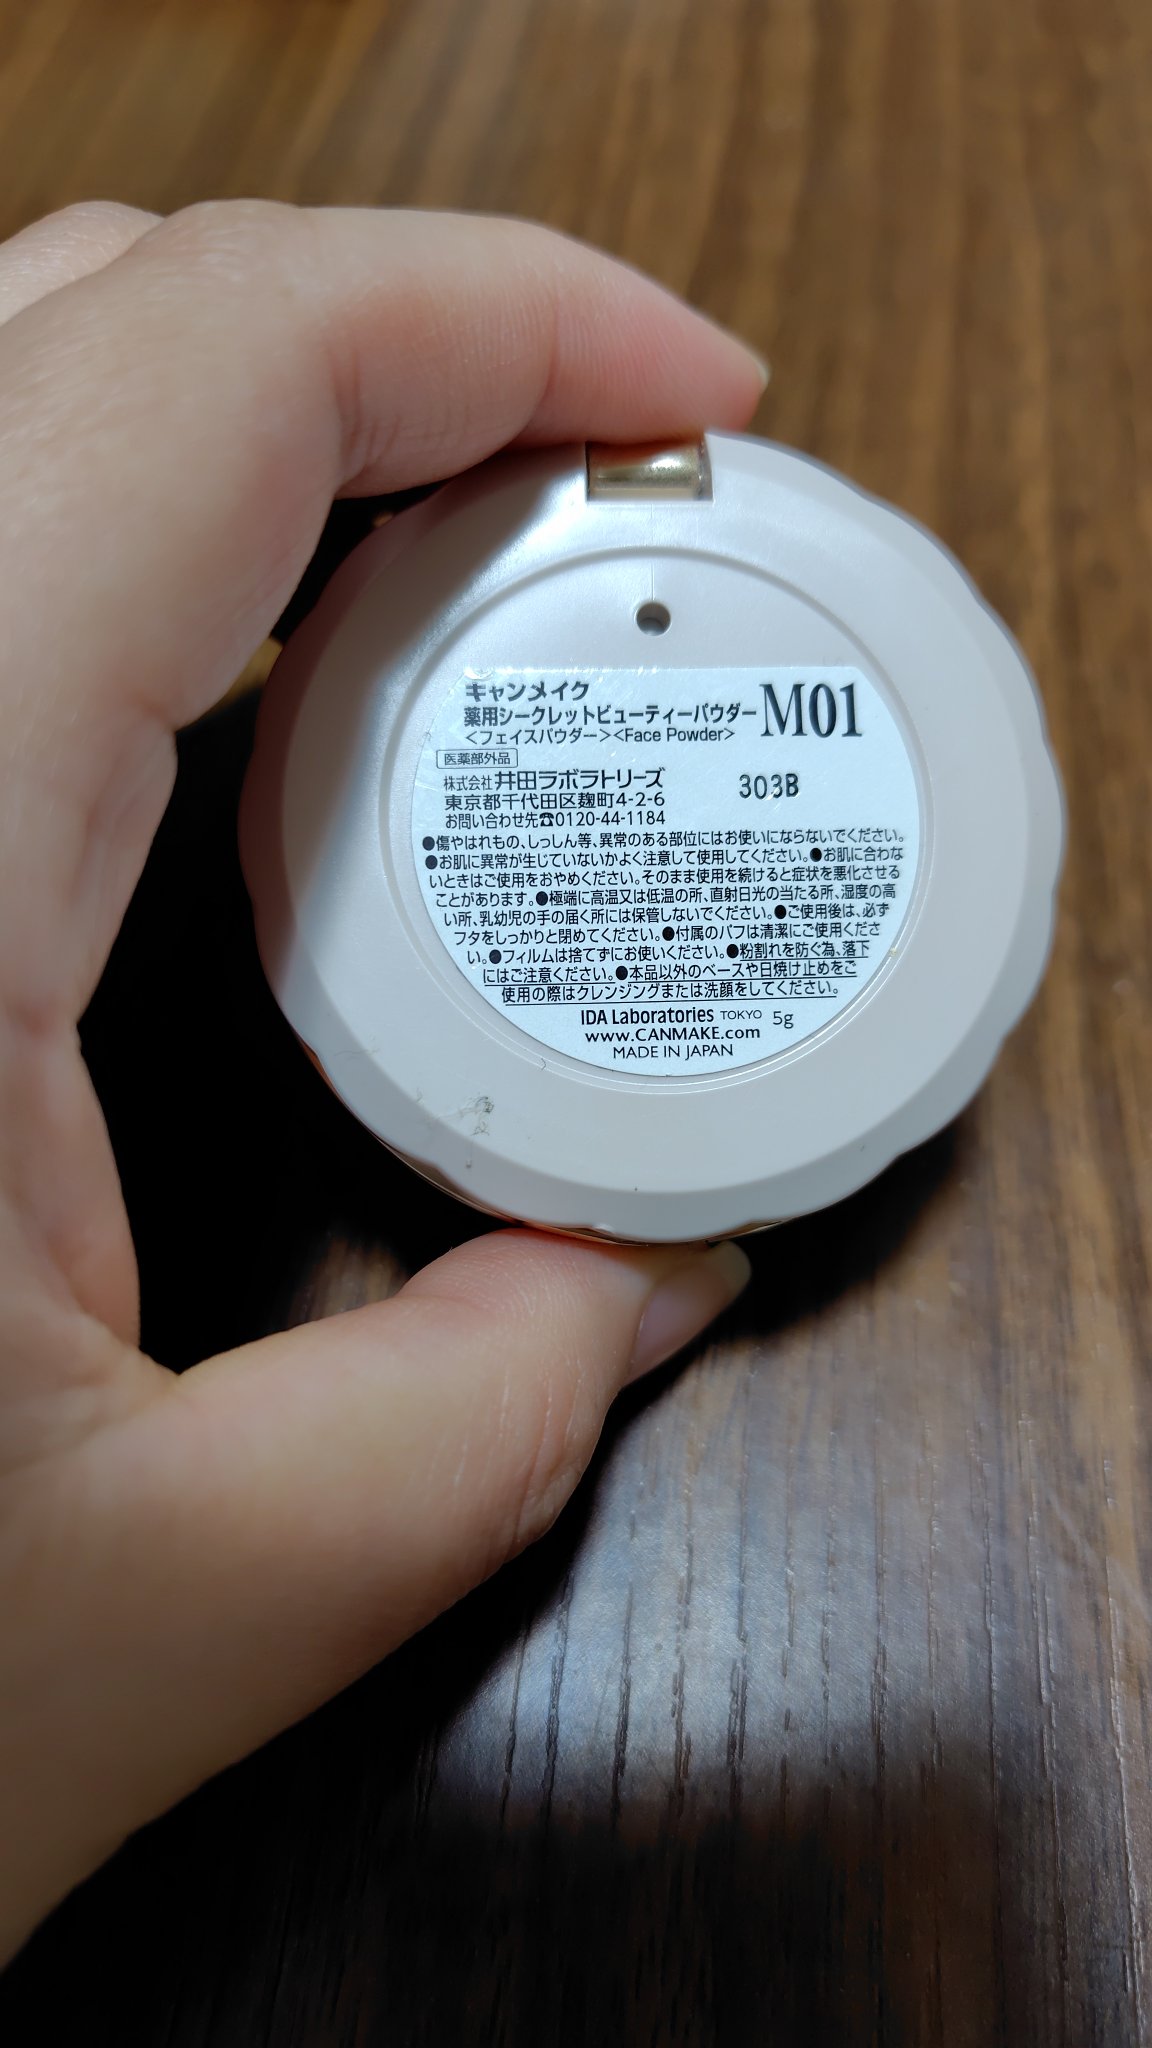 キャンメイク
薬用シークレットビューティーパウダー M01
<フェイスパウダー><Face Powder>
医薬部外品
株式会社 井田ラボラトリーズ 303B
東京都千代田区麹町4-2-6
お問い合わせ先☎0120-44-1184
●傷やはれもの、しっしん等、異常のある部位にはお使いにならないでください。
●お肌に異常が生じていないかよく注意して使用してください。●お肌に合わな
いときはご使用をおやめください。そのまま使用を続けると症状を悪化させる
ことがあります。●極端に高温又は低温の所、直射日光の当たる所、湿度の高
い所、乳幼児の手の届く所には保管しないでください。●ご使用後は、必ず
フタをしっかりと閉めてください。●付属のパフは清潔にご使用くださ
い。●フィルムは捨てずにお使いください。●粉割れを防ぐ為、落下
にはご注意ください。●本品以外のベースや日焼け止めをご
使用の際はクレンジングまたは洗顔をしてください。
IDA Laboratories TOKYO 5g
www.CANMAKE.com
MADE IN JAPAN